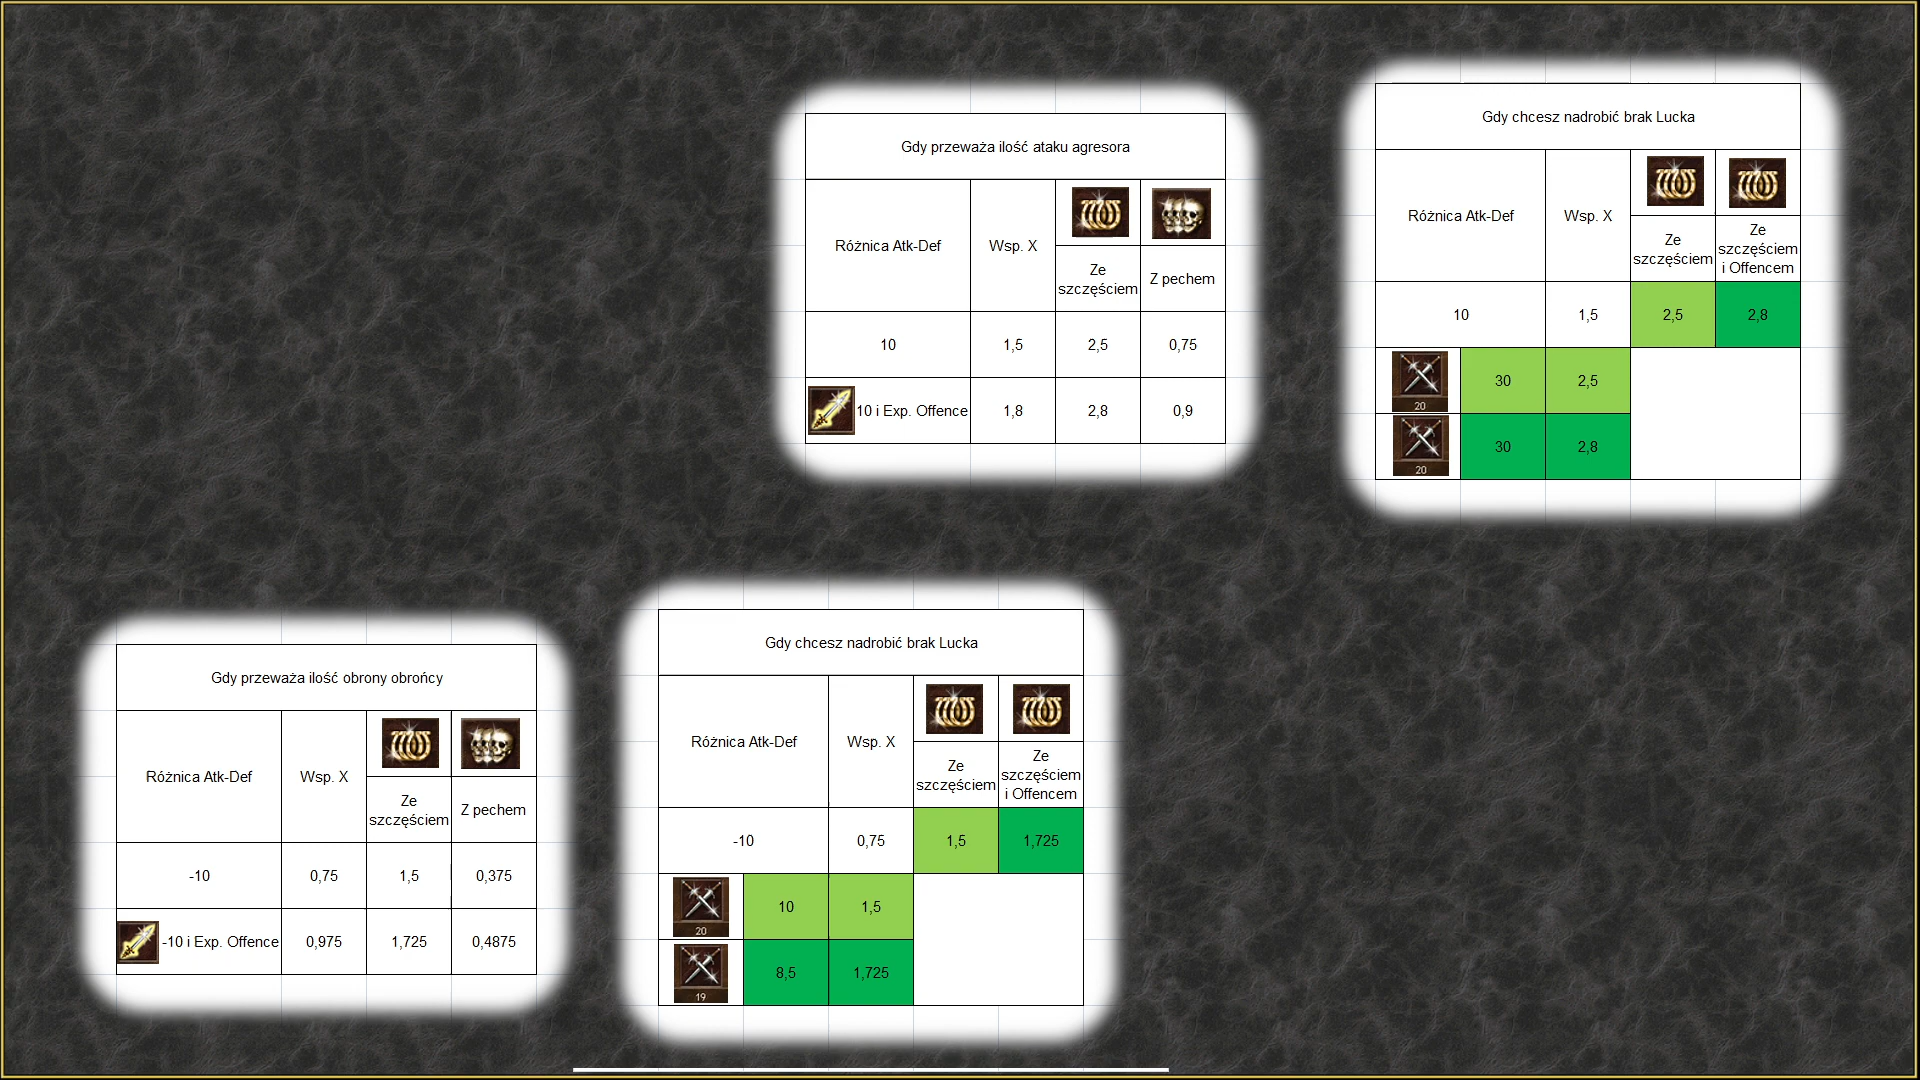 Gdy przeważa ilość ataku agresora
Różnica Atk-Def
Wsp. X
Ze
szczęściem
Z pechem
10
1,5
2,5
0,75
10 i Exp. Offence
1,8
2,8
0,9
Gdy chcesz nadrobić brak Lucka
Różnica Atk-Def
Wsp. X
Ze
szczęściem
Ze
szczęściem
i Offencem
10
1,5
2,5
2,8
20
30
2,5
20
30
2,8
Gdy przeważa ilość obrony obrońcy
Różnica Atk-Def
Wsp. X
Ze
szczęściem
Z pechem
-10
0,75
1,5
0,375
-10 i Exp. Offence
0,975
1,725
0,4875
Gdy chcesz nadrobić brak Lucka
Różnica Atk-Def
Wsp. X
Ze
szczęściem
Ze
szczęściem
i Offencem
-10
0,75
1,5
1,725
20
10
1,5
19
8,5
1,725